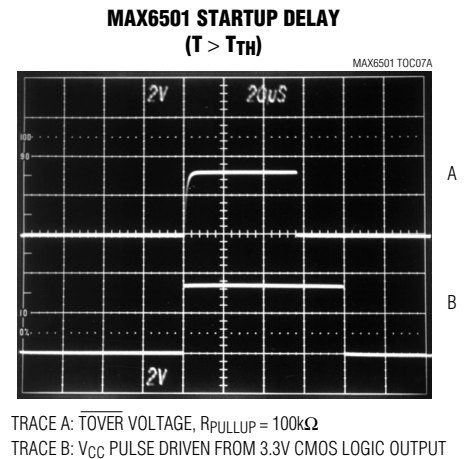 MAX6501 STARTUP DELAY
(T > TTH)
MAX6501 TOC07A
2V 20uS
100
90
A
B
10
0%
2V
TRACE A: TOVER VOLTAGE, RPULLUP = 100kΩ
TRACE B: VCC PULSE DRIVEN FROM 3.3V CMOS LOGIC OUTPUT